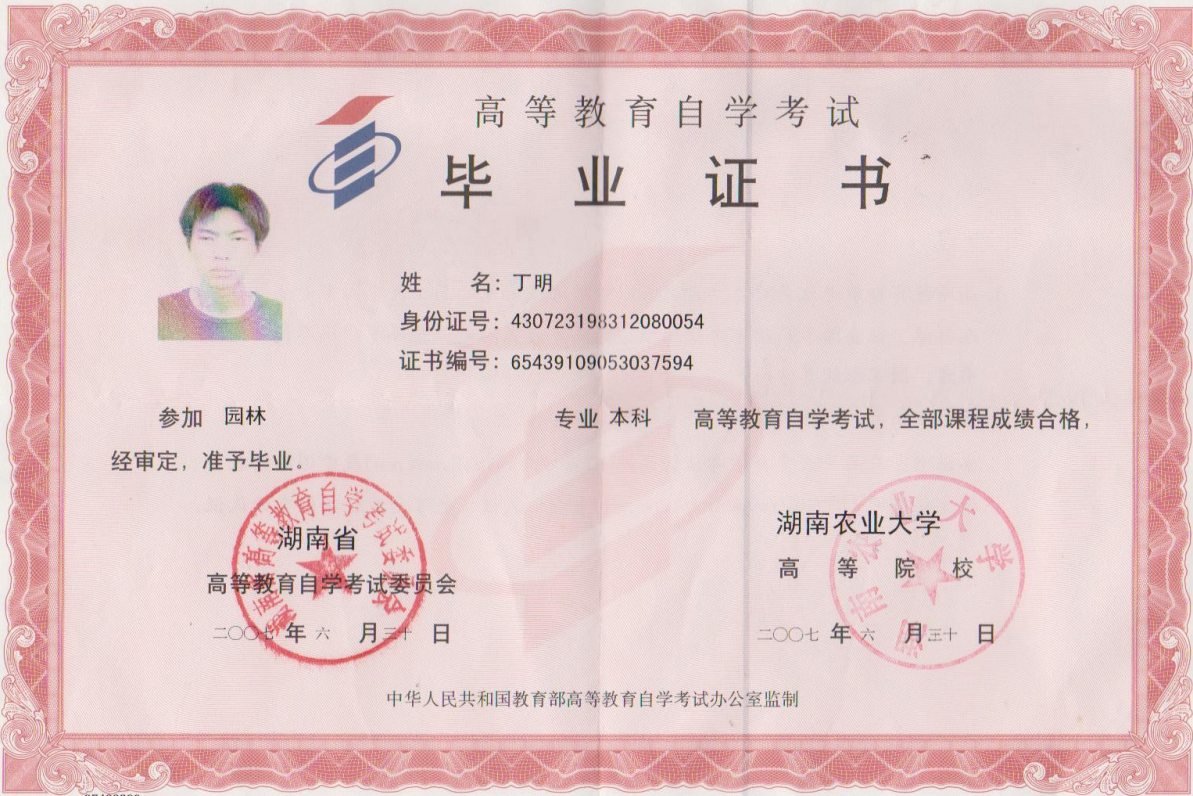 高等教育自学考试
毕业证书
姓 名：丁明
身份证号：430723198312080054
证书编号：65439109053037594
参加 园林 专业 本科 高等教育自学考试，全部课程成绩合格，
经审定，准予毕业。
湖南省
高等教育自学考试委员会
二〇〇七 年 六 月 三十 日
湖南农业大学
高等院校
二〇〇七 年 六 月 三十 日
中华人民共和国教育部高等教育自学考试办公室监制